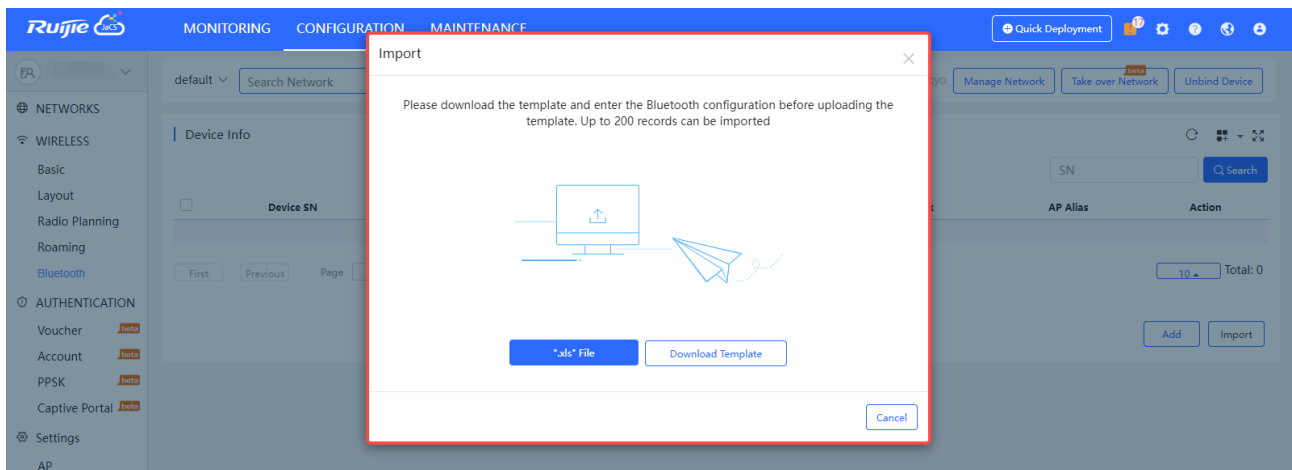 Ruijie JaCS
MONITORING CONFIGURATION MAINTENANCE
Quick Deployment
17
default
Search Network
Manage Network
Take over Network
beta
Unbind Device
NETWORKS
WIRELESS
Basic
Layout
Radio Planning
Roaming
Bluetooth
AUTHENTICATION
Voucher beta
Account beta
PPSK beta
Captive Portal beta
Settings
AP
Device Info
SN
Search
Device SN
AP Alias
Action
First
Previous
Page
10
Total: 0
Add
Import
Import
Please download the template and enter the Bluetooth configuration before uploading the
template. Up to 200 records can be imported
".xls" File
Download Template
Cancel